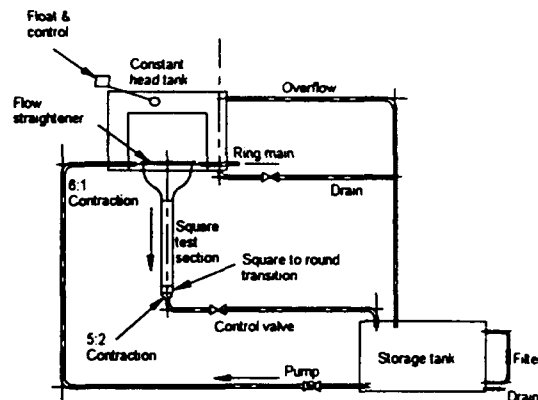 Float &
control
Constant
head tank
Overflow
Flow
straightener
Ring main
6:1
Contraction
Drain
Square
test
section
Square to round
transition
5:2
Contraction
Control valve
Storage tank
Filter
Pump
Drain